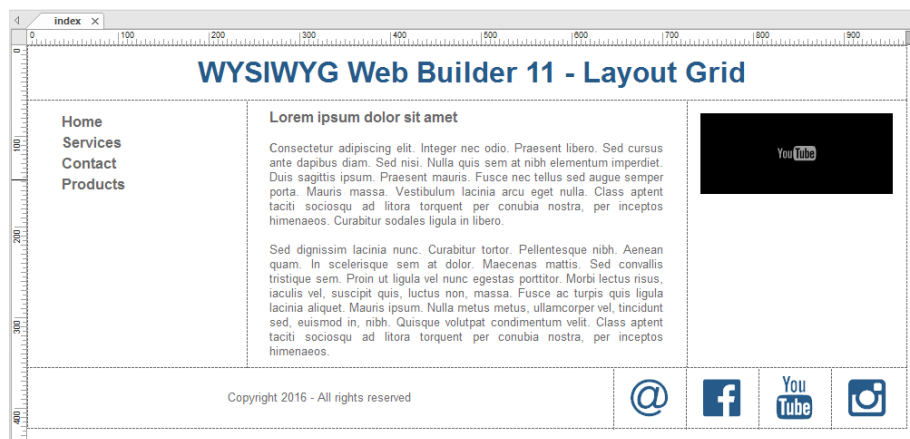 index ×
0 100 200 300 400 500 600 700 800 900
0
100
200
300
400
WYSIWYG Web Builder 11 - Layout Grid
Home
Services
Contact
Products
Lorem ipsum dolor sit amet
Consectetur adipiscing elit. Integer nec odio. Praesent libero. Sed cursus
ante dapibus diam. Sed nisi. Nulla quis sem at nibh elementum imperdiet.
Duis sagittis ipsum. Praesent mauris. Fusce nec tellus sed augue semper
porta. Mauris massa. Vestibulum lacinia arcu eget nulla. Class aptent
taciti sociosqu ad litora torquent per conubia nostra, per inceptos
himenaeos. Curabitur sodales ligula in libero.
Sed dignissim lacinia nunc. Curabitur tortor. Pellentesque nibh. Aenean
quam. In scelerisque sem at dolor. Maecenas mattis. Sed convallis
tristique sem. Proin ut ligula vel nunc egestas porttitor. Morbi lectus risus,
iaculis vel, suscipit quis, luctus non, massa. Fusce ac turpis quis ligula
lacinia aliquet. Mauris ipsum. Nulla metus metus, ullamcorper vel, tincidunt
sed, euismod in, nibh. Quisque volutpat condimentum velit. Class aptent
taciti sociosqu ad litora torquent per conubia nostra, per inceptos
himenaeos.
YouTube
Copyright 2016 - All rights reserved
@
f
You
Tube